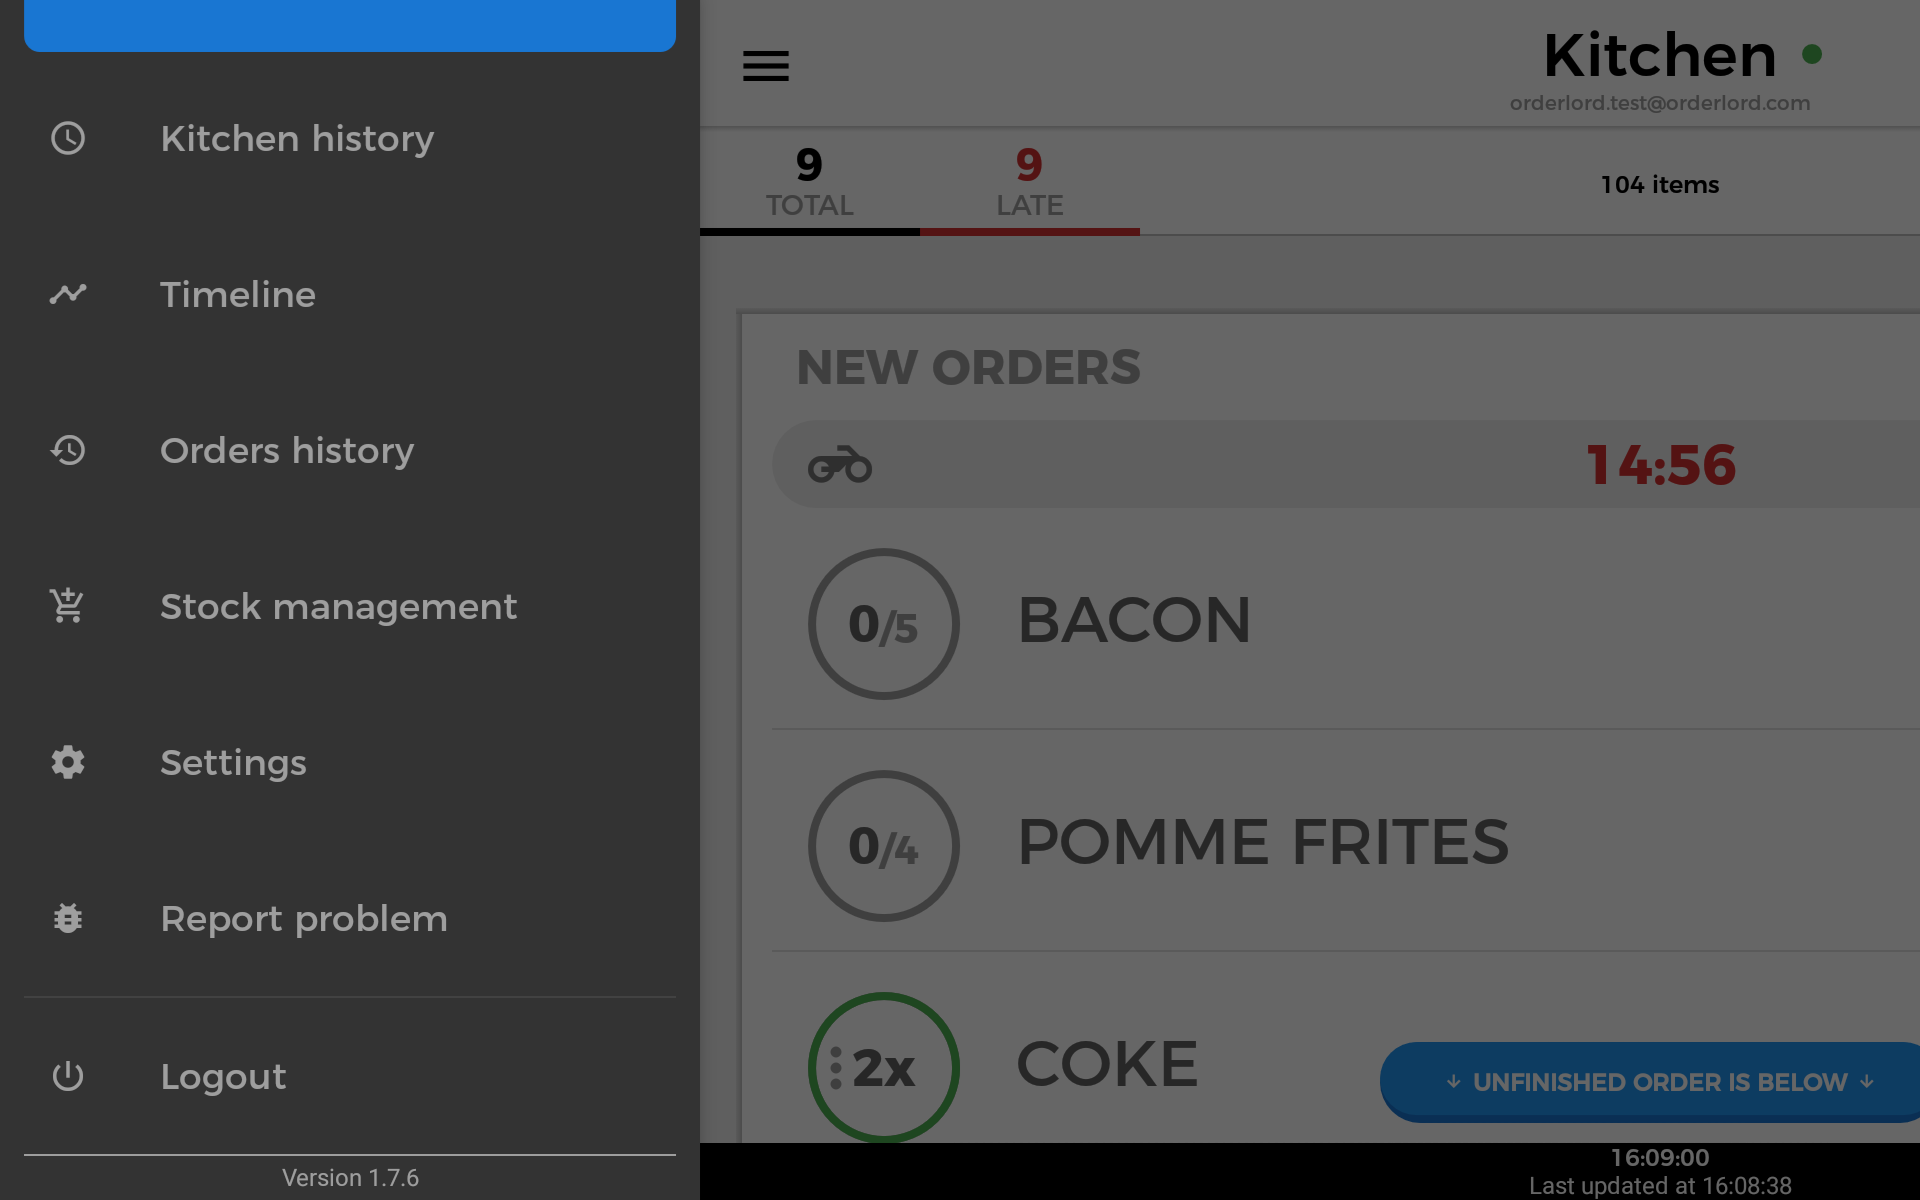 Kitchen history
Timeline
Orders history
Stock management
Settings
Report problem
Logout
Version 1.7.6
Kitchen
orderlord.test@orderlord.com
9
TOTAL
9
LATE
104 items
NEW ORDERS
14:56
0/5
BACON
0/4
POMME FRITES
2x
COKE
↓ UNFINISHED ORDER IS BELOW ↓
16:09:00
Last updated at 16:08:38